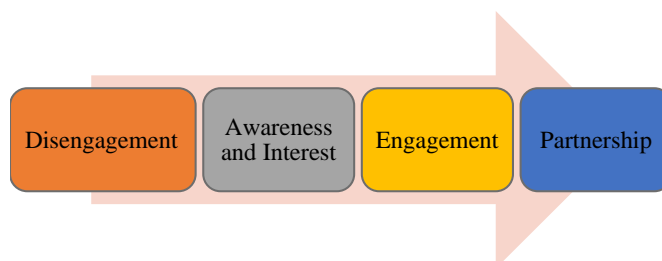 Disengagement
Awareness
and Interest
Engagement
Partnership